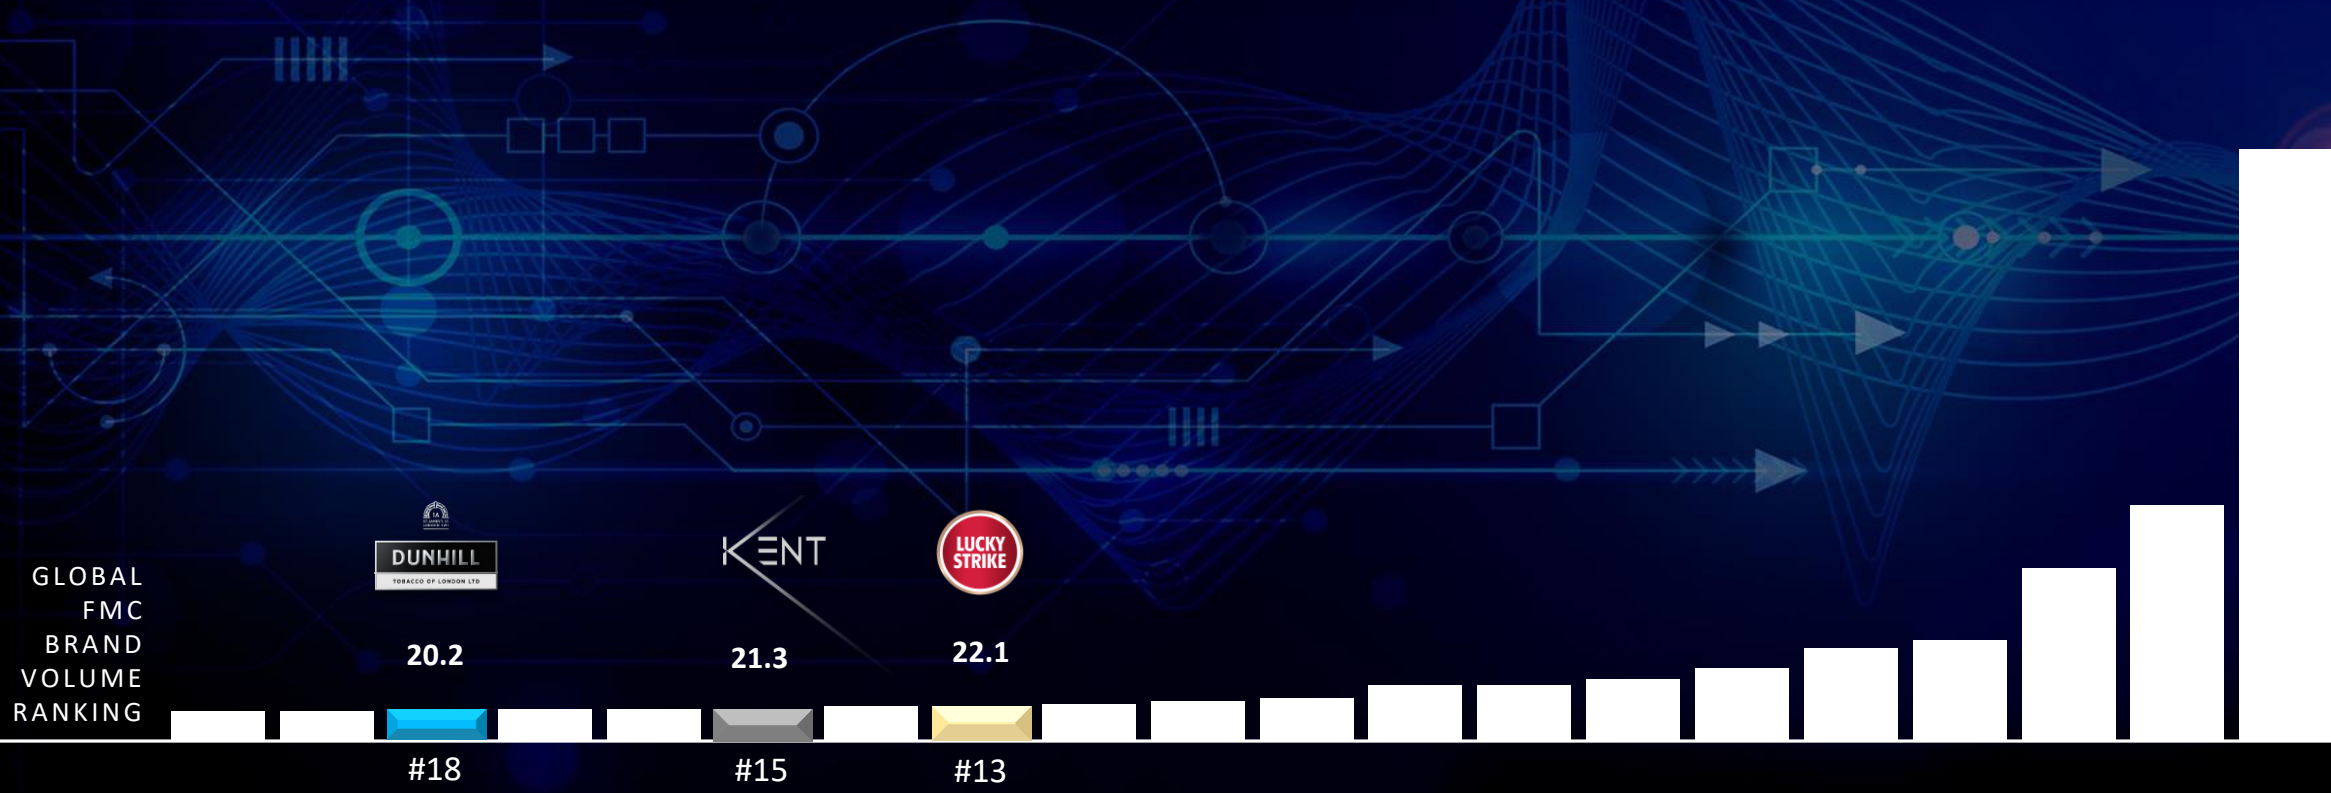 1A
DUNHILL
TOBACCO OF LONDON LTD
KENT
LUCKY
STRIKE
GLOBAL
FMC
BRAND
VOLUME
RANKING
20.2
21.3
22.1
#18
#15
#13